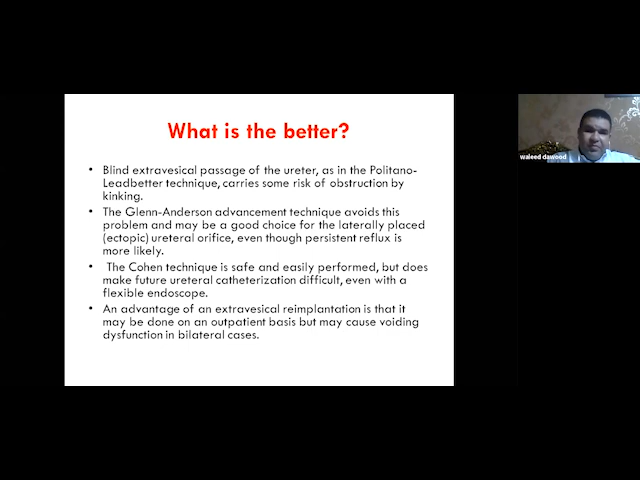 What is the better?
• Blind extravesical passage of the ureter, as in the Politano-
Leadbetter technique, carries some risk of obstruction by
kinking.
• The Glenn-Anderson advancement technique avoids this
problem and may be a good choice for the laterally placed
(ectopic) ureteral orifice, even though persistent reflux is
more likely.
• The Cohen technique is safe and easily performed, but does
make future ureteral catheterization difficult, even with a
flexible endoscope.
• An advantage of an extravesical reimplantation is that it
may be done on an outpatient basis but may cause voiding
dysfunction in bilateral cases.
waleed dawood